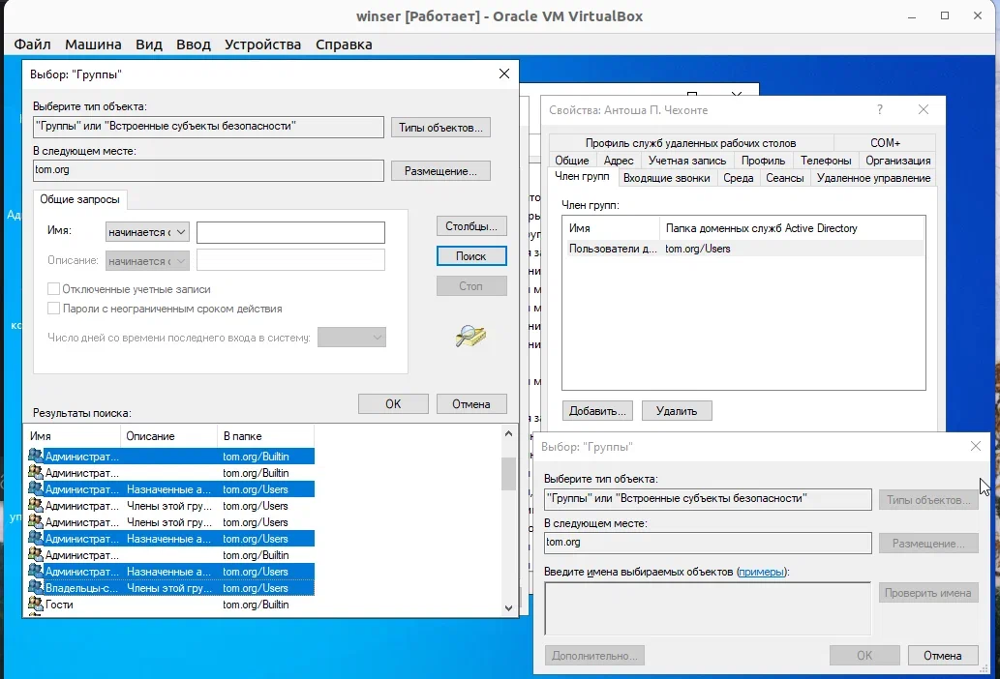 winser [Работает] - Oracle VM VirtualBox
Файл Машина Вид Ввод Устройства Справка
Выбор: "Группы"
Выберите тип объекта:
"Группы" или "Встроенные субъекты безопасности"
Типы объектов...
В следующем месте:
tom.org
Размещение...
Общие запросы
Имя:
начинается с
Столбцы...
Описание:
начинается с
Поиск
Отключенные учетные записи
Стоп
Пароли с неограниченным сроком действия
Число дней со времени последнего входа в систему:
OK
Отмена
Результаты поиска:
Имя Описание В папке
Администрат... tom.org/Builtin
Администрат... tom.org/Builtin
Администрат... Назначенные а... tom.org/Users
Администрат... Члены этой гру... tom.org/Users
Администрат... Члены этой гру... tom.org/Users
Администрат... Назначенные а... tom.org/Users
Администрат... tom.org/Builtin
Администрат... Назначенные а... tom.org/Users
Владельцы-с... Члены этой гру... tom.org/Users
Гости tom.org/Builtin
Свойства: Антоша П. Чехонте
?
Профиль служб удаленных рабочих столов COM+
Общие Адрес Учетная запись Профиль Телефоны Организация
Член групп Входящие звонки Среда Сеансы Удаленное управление
Член групп:
Имя Папка доменных служб Active Directory
Пользователи д... tom.org/Users
Добавить... Удалить
Выбор: "Группы"
Выберите тип объекта:
"Группы" или "Встроенные субъекты безопасности"
Типы объектов...
В следующем месте:
tom.org
Размещение...
Введите имена выбираемых объектов (примеры):
Проверить имена
Дополнительно...
OK
Отмена